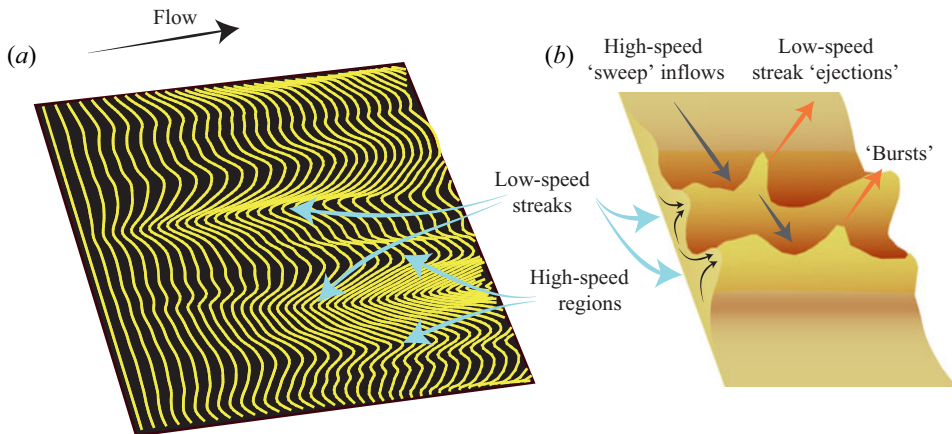 Flow
(a)
Low-speed
streaks
High-speed
regions
(b)
High-speed
‘sweep’ inflows
Low-speed
streak ‘ejections’
‘Bursts’